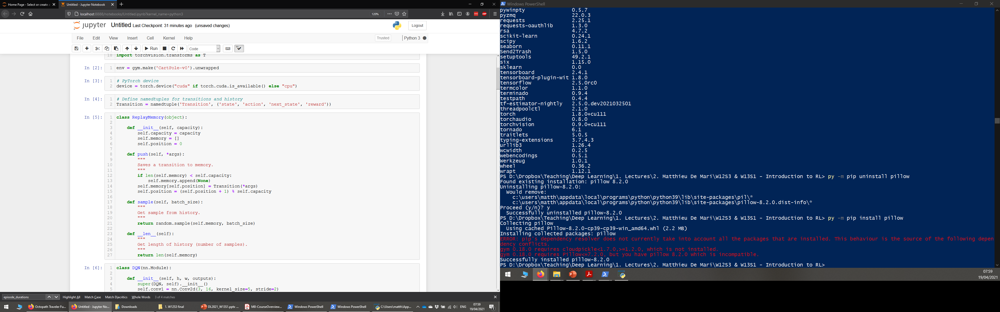 Home Page - Select or create a
Untitled - Jupyter Notebook
localhost:8888/notebooks/Untitled.ipynb?kernel_name=python3
120%
ABP
jupyter Untitled Last Checkpoint: 31 minutes ago (unsaved changes)
Logout
File Edit View Insert Cell Kernel Help
Trusted
Python 3
Run
Code
18 import torchvision.transforms as T
In [2]:
1 env = gym.make('CartPole-v0').unwrapped
In [3]:
1 # PyTorch device
2 device = torch.device("cuda" if torch.cuda.is_available() else "cpu")
In [4]:
1 # Define namedtuples for transitions and history
2 Transition = namedtuple('Transition', ('state', 'action', 'next_state', 'reward'))
In [5]:
1 class ReplayMemory(object):
2
3 def __init__(self, capacity):
4 self.capacity = capacity
5 self.memory = []
6 self.position = 0
7
8 def push(self, *args):
9 """
10 Saves a transition to memory.
11 """
12 if len(self.memory) < self.capacity:
13 self.memory.append(None)
14 self.memory[self.position] = Transition(*args)
15 self.position = (self.position + 1) % self.capacity
16
17 def sample(self, batch_size):
18 """
19 Get sample from history.
20 """
21 return random.sample(self.memory, batch_size)
22
23 def __len__(self):
24 """
25 Get length of history (number of samples).
26 """
27 return len(self.memory)
In [6]:
1 class DQN(nn.Module):
2
3 def __init__(self, h, w, outputs):
4 super(DQN, self).__init__()
5 self.conv1 = nn.Conv2d(3, 16, kernel_size=5, stride=2)
episode_durations
Highlight All Match Case Match Diacritics Whole Words 3 of 4 matches
Octopath Traveler Fu...
Untitled - Jupyter No...
Downloads
1. W12S3 final
DL2021_W13S1.pptx ...
M0-CourseOverview...
Windows PowerShell
Windows PowerShell
C:\Users\matth\App...
ENG
07:59
19/04/2021
Windows PowerShell
pywinpty 0.5.7
pyzmq 22.0.3
requests 2.25.1
requests-oauthlib 1.3.0
rsa 4.7.2
scikit-learn 0.24.1
scipy 1.6.2
seaborn 0.11.1
Send2Trash 1.5.0
setuptools 49.2.1
six 1.15.0
sklearn 0.0
tensorboard 2.4.1
tensorboard-plugin-wit 1.8.0
tensorflow 2.5.0rc0
termcolor 1.1.0
terminado 0.9.4
testpath 0.4.4
tf-estimator-nightly 2.5.0.dev2021032501
threadpoolctl 2.1.0
torch 1.8.0+cu111
torchaudio 0.8.0
torchvision 0.9.0+cu111
tornado 6.1
traitlets 5.0.5
typing-extensions 3.7.4.3
urllib3 1.26.4
wcwidth 0.2.5
webencodings 0.5.1
Werkzeug 1.0.1
wheel 0.36.2
wrapt 1.12.1
PS D:\Dropbox\Teaching\Deep Learning\1. Lectures\2. Matthieu De Mari\W12S3 & W13S1 - Introduction to RL> py -m pip uninstall pillow
Found existing installation: pillow 8.2.0
Uninstalling pillow-8.2.0:
Would remove:
c:\users\matth\appdata\local\programs\python\python39\lib\site-packages\pil\*
c:\users\matth\appdata\local\programs\python\python39\lib\site-packages\pillow-8.2.0.dist-info\*
Proceed (y/n)? y
Successfully uninstalled pillow-8.2.0
PS D:\Dropbox\Teaching\Deep Learning\1. Lectures\2. Matthieu De Mari\W12S3 & W13S1 - Introduction to RL> py -m pip install pillow
Collecting pillow
Using cached Pillow-8.2.0-cp39-cp39-win_amd64.whl (2.2 MB)
Installing collected packages: pillow
ERROR: pip's dependency resolver does not currently take into account all the packages that are installed. This behaviour is the source of the following depen
dency conflicts.
gym 0.18.0 requires cloudpickle<1.7.0,>=1.2.0, which is not installed.
gym 0.18.0 requires Pillow<=7.2.0, but you have pillow 8.2.0 which is incompatible.
Successfully installed pillow-8.2.0
PS D:\Dropbox\Teaching\Deep Learning\1. Lectures\2. Matthieu De Mari\W12S3 & W13S1 - Introduction to RL>
07:59
19/04/2021